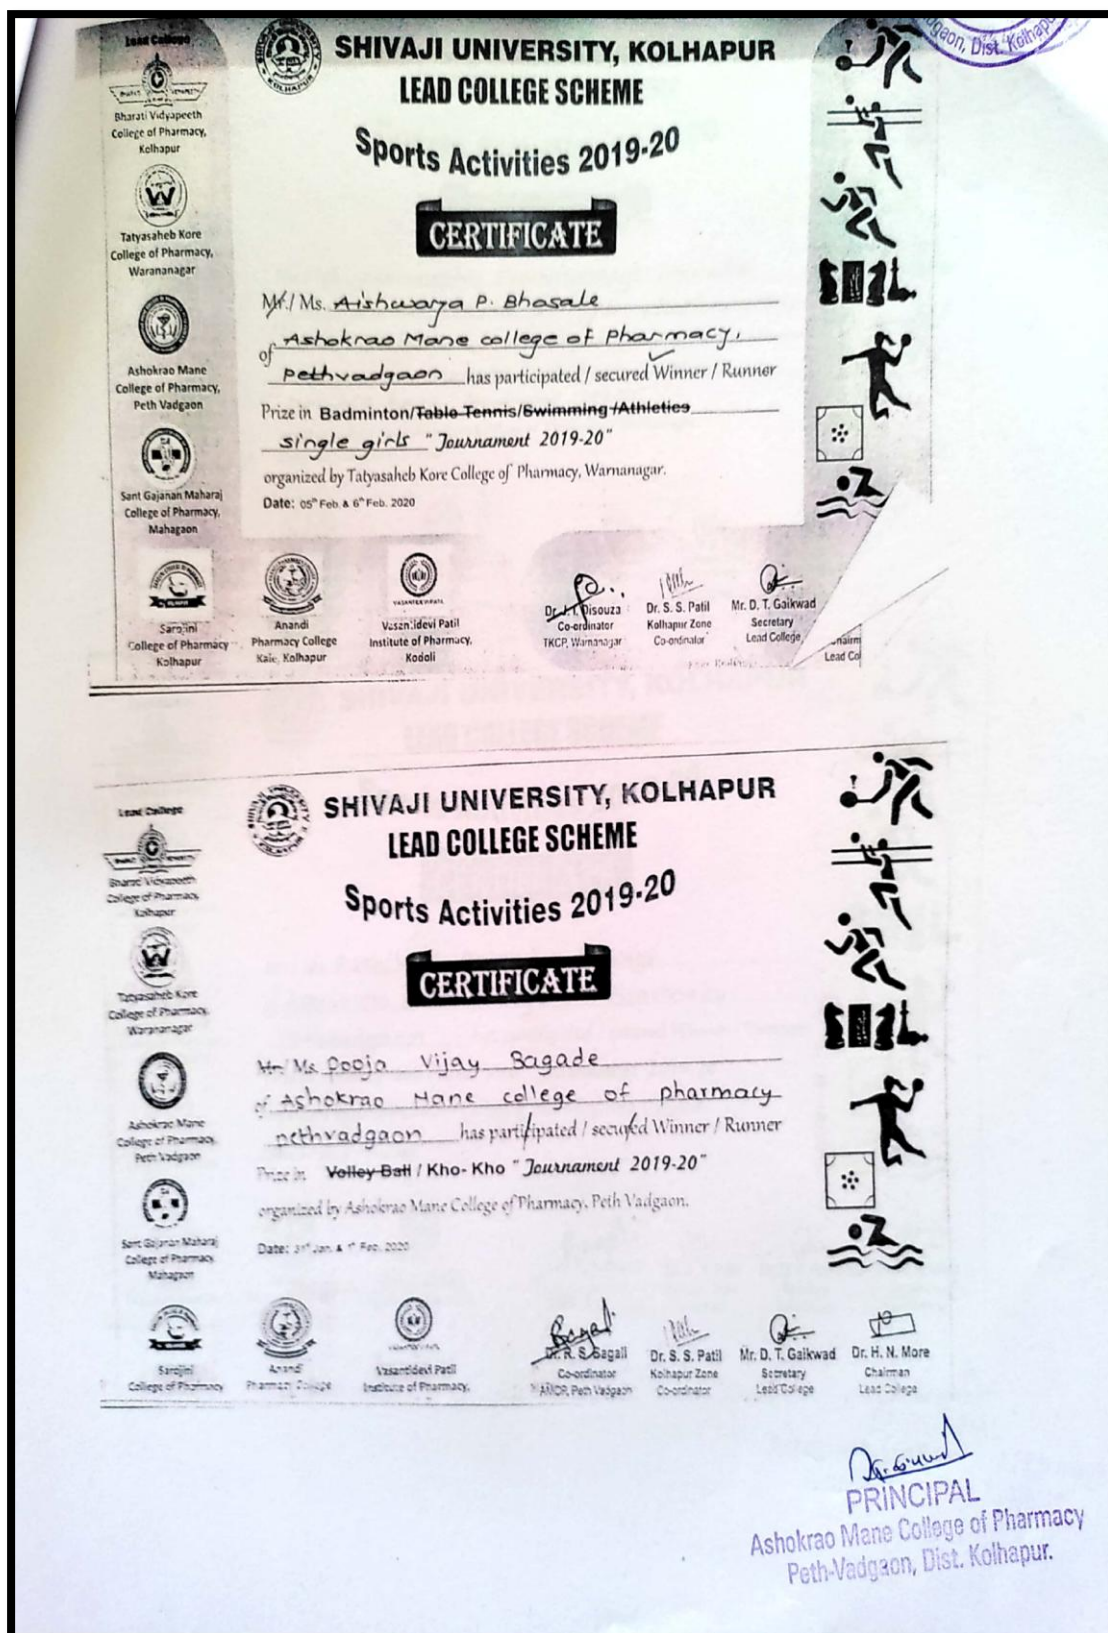 Lead College
SHIVAJI UNIVERSITY, KOLHAPUR
LEAD COLLEGE SCHEME
Sports Activities 2019-20
CERTIFICATE
Bharati Vidyapeeth
College of Pharmacy,
Kolhapur
Tatyasaheb Kore
College of Pharmacy,
Warananagar
Ashokrao Mane
College of Pharmacy,
Peth Vadgaon
Sant Gajanan Maharaj
College of Pharmacy,
Mahagaon
Mr./ Ms. Aishwarya P. Bhosale
of Ashokrao Mane college of Pharmacy,
Pethvadgaon has participated / secured Winner / Runner
Prize in Badminton/Table Tennis/Swimming/Athletics
single girls "Tournament 2019-20"
organized by Tatyasaheb Kore College of Pharmacy, Warnanagar.
Date: 05th Feb. & 6th Feb. 2020
Sarojini
College of Pharmacy
Kolhapur
Anandi
Pharmacy College
Kale, Kolhapur
Vasantidevi Patil
Institute of Pharmacy,
Kodoli
Dr. J. I. Disouza
Co-ordinator
TKCP, Warnanagar
Dr. S. S. Patil
Kolhapur Zone
Co-ordinator
Mr. D. T. Gaikwad
Secretary
Lead College,
Lead Col
dgaon, Dist. Kolhapur
Lead College
SHIVAJI UNIVERSITY, KOLHAPUR
LEAD COLLEGE SCHEME
Sports Activities 2019-20
CERTIFICATE
Bharati Vidyapeeth
College of Pharmacy,
Kolhapur
Tatyasaheb Kore
College of Pharmacy,
Warananagar
Ashokrao Mane
College of Pharmacy,
Peth Vadgaon
Sant Gajanan Maharaj
College of Pharmacy,
Mahagaon
Mr./ Ms. Pooja Vijay Bagade
of Ashokrao Mane college of pharmacy
pethvadgaon has participated / secured Winner / Runner
Prize in Volley Ball / Kho-Kho "Tournament 2019-20"
organized by Ashokrao Mane College of Pharmacy, Peth Vadgaon.
Date: 31st Jan. & 1st Feb. 2020
Sarojini
College of Pharmacy
Anandi
Pharmacy College
Vasantidevi Patil
Institute of Pharmacy,
Dr. R. S. Bagali
Co-ordinator
AMCP, Peth Vadgaon
Dr. S. S. Patil
Kolhapur Zone
Co-ordinator
Mr. D. T. Gaikwad
Secretary
Lead College
Dr. H. N. More
Chairman
Lead College
PRINCIPAL
Ashokrao Mane College of Pharmacy
Peth-Vadgaon, Dist. Kolhapur.